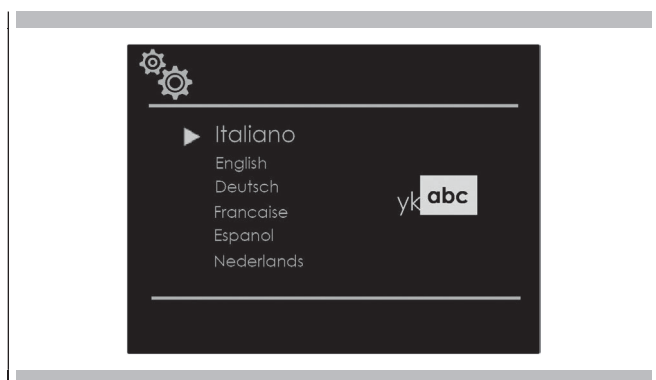 Italiano
English
Deutsch
Francaise
Espanol
Nederlands
yk abc